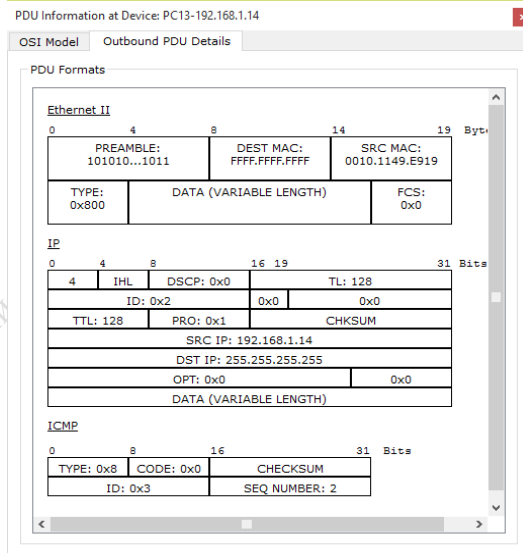 PDU Information at Device: PC13-192.168.1.14
OSI Model Outbound PDU Details
PDU Formats
Ethernet II
0 4 8 14 19 Byt
PREAMBLE: DEST MAC: SRC MAC:
101010...1011 FFFF.FFFF.FFFF 0010.1149.E919
TYPE: DATA (VARIABLE LENGTH) FCS:
0x800 0x0
IP
0 4 8 16 19 31 Bits
4 IHL DSCP: 0x0 TL: 128
ID: 0x2 0x0 0x0
TTL: 128 PRO: 0x1 CHKSUM
SRC IP: 192.168.1.14
DST IP: 255.255.255.255
OPT: 0x0 0x0
DATA (VARIABLE LENGTH)
ICMP
0 8 16 31 Bits
TYPE: 0x8 CODE: 0x0 CHECKSUM
ID: 0x3 SEQ NUMBER: 2